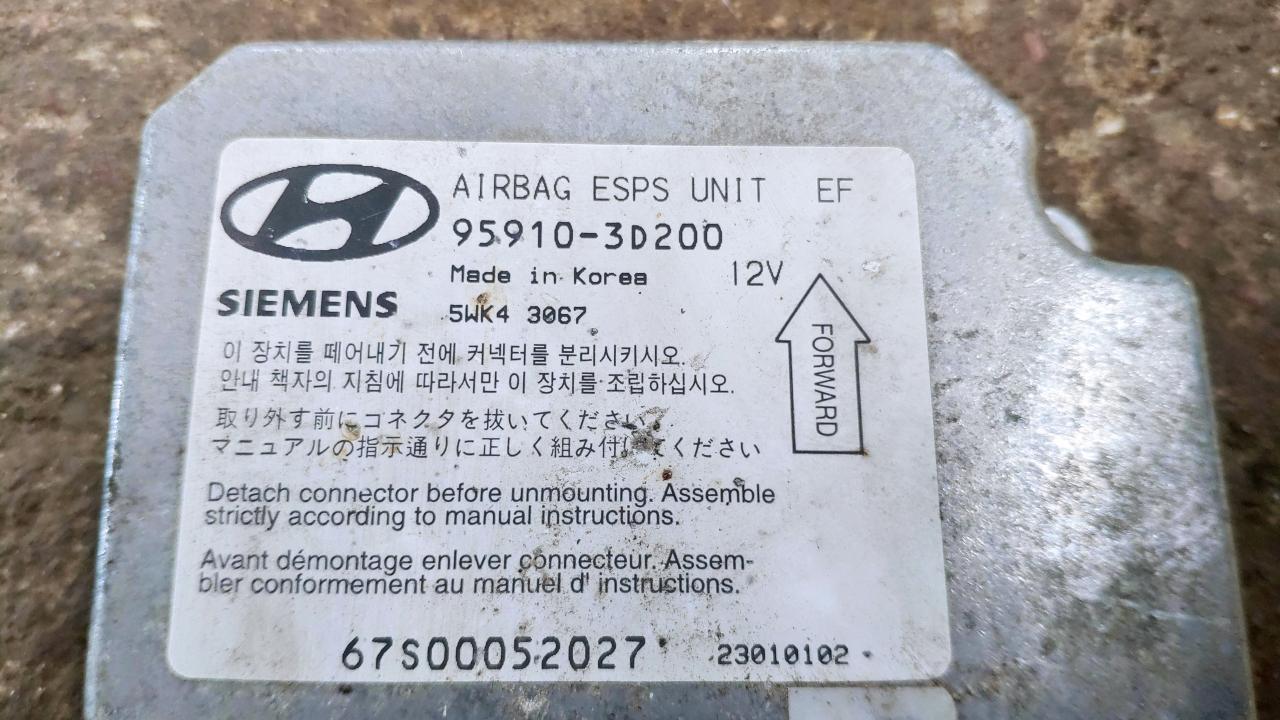 AIRBAG ESPS UNIT EF
95910-3D200
Made in Korea 12V
SIEMENS 5WK4 3067
FORWARD
이 장치를 떼어내기 전에 커넥터를 분리시키시오.
안내 책자의 지침에 따라서만 이 장치를 조립하십시오.
取り外す前にコネクタを抜いてください
マニュアルの指示通りに正しく組み付けてください
Detach connector before unmounting. Assemble
strictly according to manual instructions.
Avant démontage enlever connecteur. Assem-
bler conformement au manuel d' instructions.
67S00052027 23010102